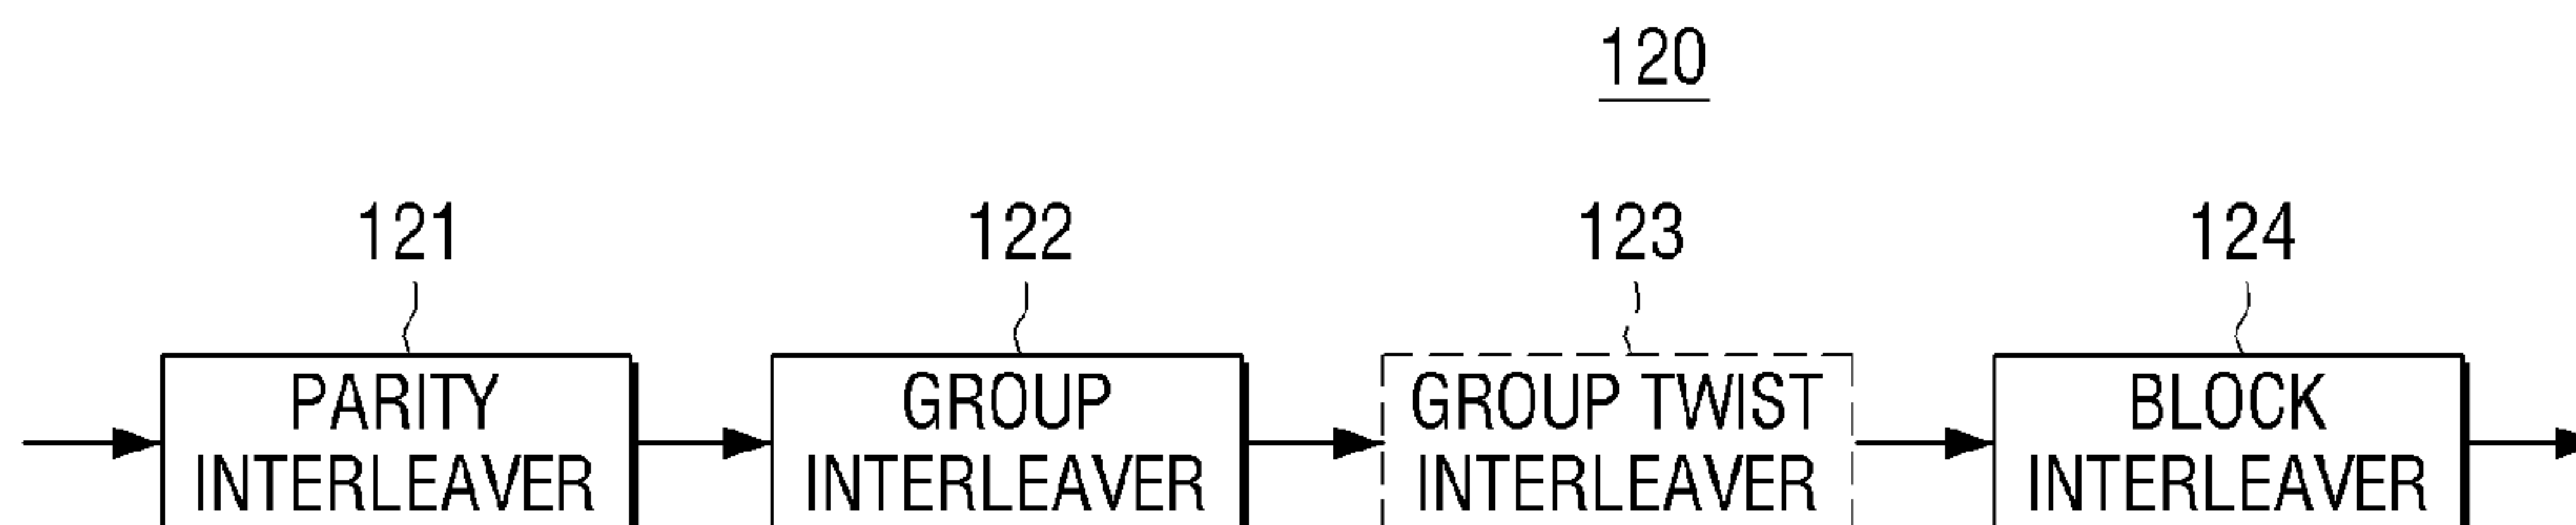 120
121
122
123
124
PARITY
INTERLEAVER
GROUP
INTERLEAVER
GROUP TWIST
INTERLEAVER
BLOCK
INTERLEAVER